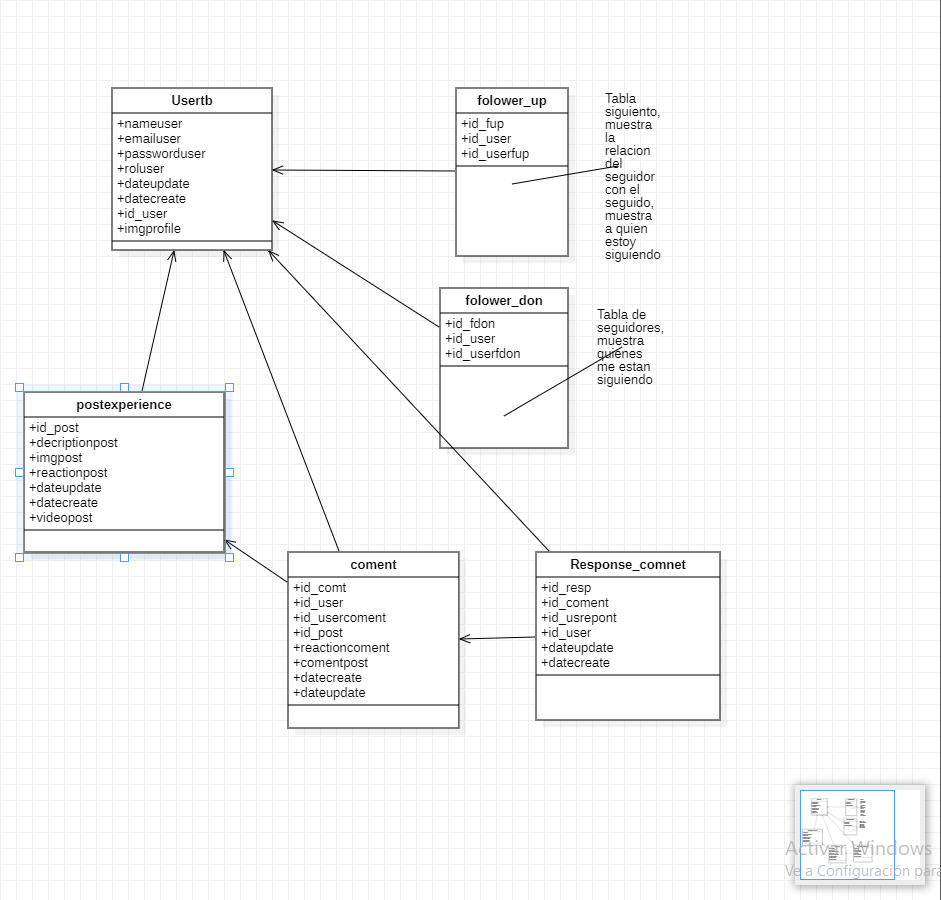 Usertb
+nameuser
+emailuser
+passworduser
+roluser
+dateupdate
+datecreate
+id_user
+imgprofile
folower_up
+id_fup
+id_user
+id_userfup
Tabla
siguiento,
muestra
la
relacion
del
seguidor
con el
seguido,
muestra
a quien
estoy
siguiendo
folower_don
+id_fdon
+id_user
+id_userfdon
Tabla de
seguidores,
muestra
quienes
me estan
siguiendo
postexperience
+id_post
+decriptionpost
+imgpost
+reactionpost
+dateupdate
+datecreate
+videopost
coment
+id_comt
+id_user
+id_usercoment
+id_post
+reactioncoment
+comentpost
+datecreate
+dateupdate
Response_comnet
+id_resp
+id_coment
+id_usrepont
+id_user
+dateupdate
+datecreate
Activar Windows
Ve a Configuración para